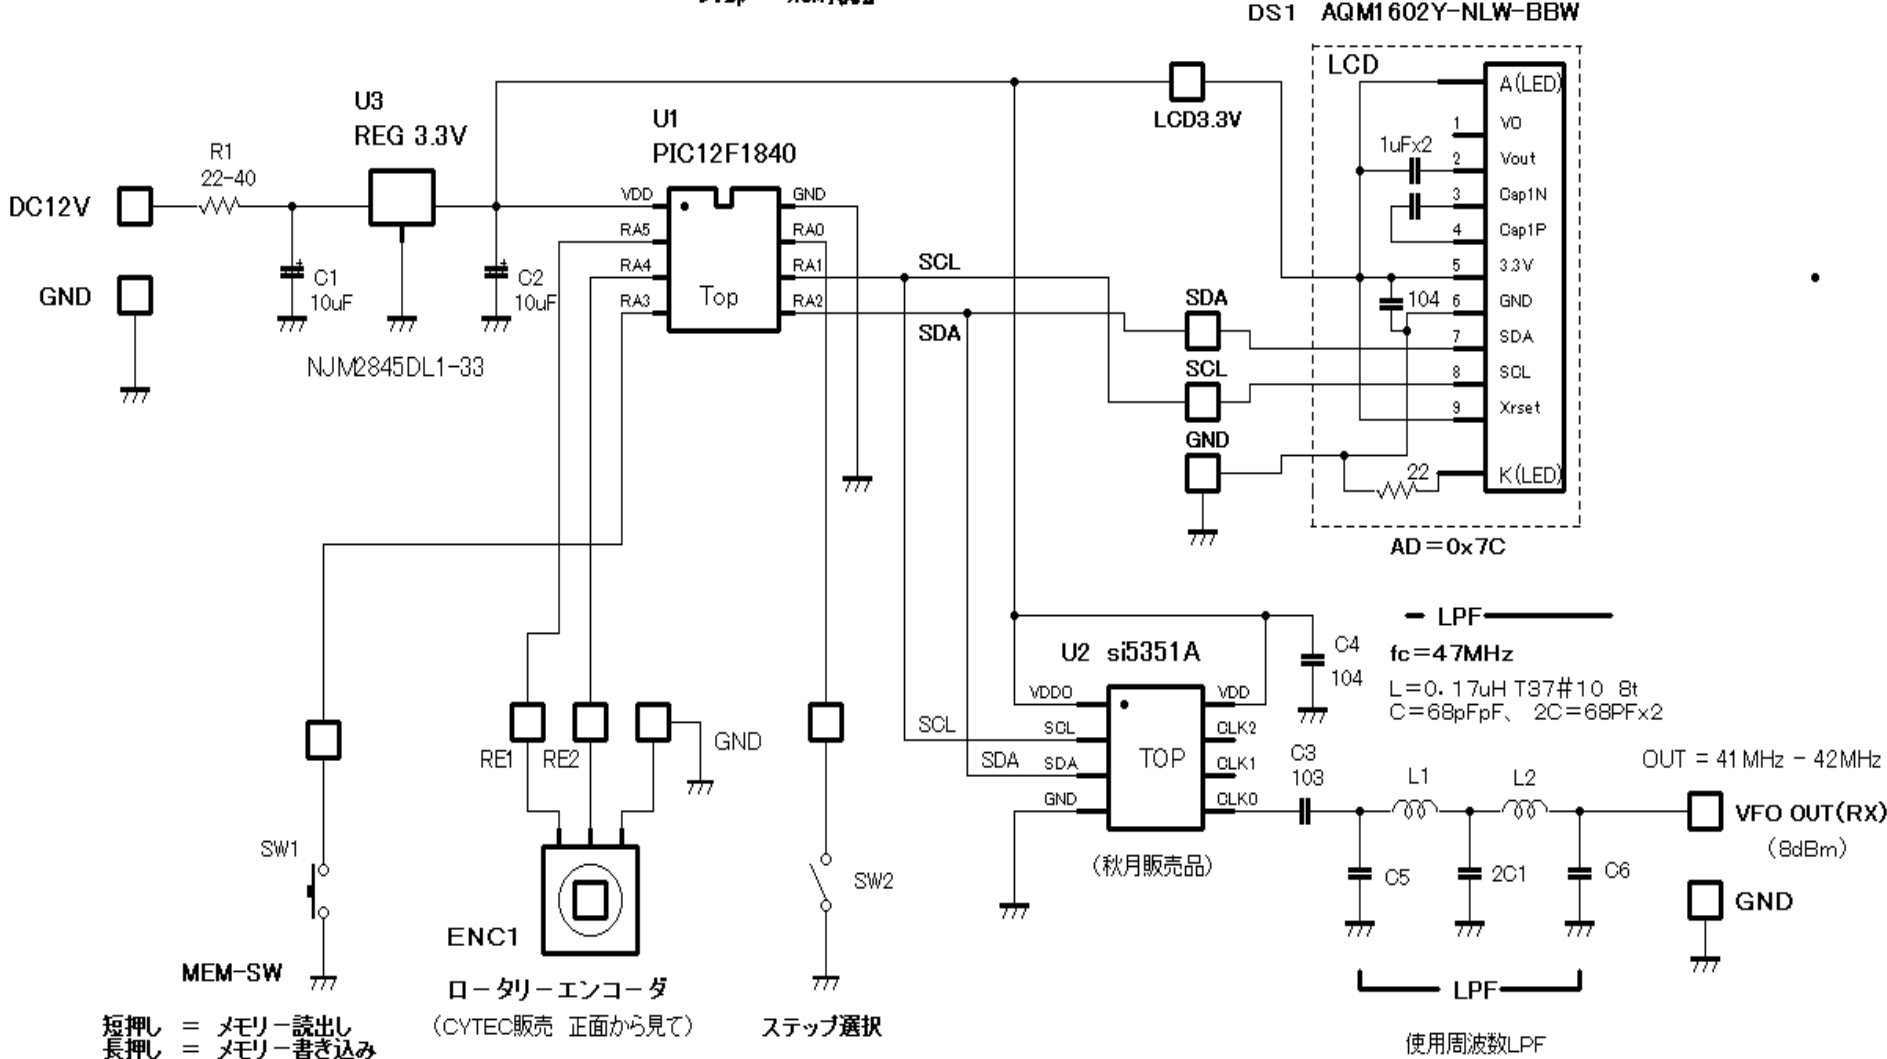 DS1 AQM1602Y-NLW-BBW
LCD
A(LED)
1 VO
1uFx2
2 Vout
3 Cap1N
4 Cap1P
5 3.3V
104
6 GND
7 SDA
8 SCL
9 Xrset
22
K(LED)
AD=0x7C
LCD3.3V
SDA
SCL
GND
U3
REG 3.3V
R1
22-40
DC12V
GND
C1
10uF
C2
10uF
NJM2845DL1-33
U1
PIC12F1840
VDD
RA5
RA4
RA3
GND
RA0
RA1
RA2
Top
SCL
SDA
U2 si5351A
VDDO
SCL
SDA
GND
VDD
CLK2
CLK1
CLK0
TOP
SCL
SDA
(秋月販売品)
C4
104
LPF
fc=47MHz
L=0.17uH T37#10 8t
C=68pFpF、 2C=68PFx2
C3
103
L1
L2
C5
2C1
C6
OUT = 41MHz - 42MHz
VFO OUT(RX)
(8dBm)
GND
LPF
使用周波数LPF
RE1
RE2
GND
SW1
MEM-SW
短押し = メモリー読出し
長押し = メモリー書き込み
ENC1
ロータリーエンコーダ
(CYTEC販売 正面から見て)
SW2
ステップ選択